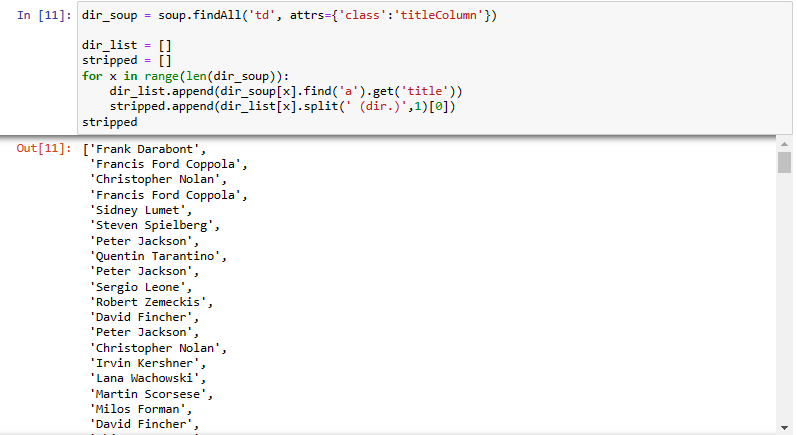 In [11]: dir_soup = soup.findAll('td', attrs={'class':'titleColumn'})
dir_list = []
stripped = []
for x in range(len(dir_soup)):
    dir_list.append(dir_soup[x].find('a').get('title'))
    stripped.append(dir_list[x].split(' (dir.)',1)[0])
stripped
Out[11]: ['Frank Darabont',
'Francis Ford Coppola',
'Christopher Nolan',
'Francis Ford Coppola',
'Sidney Lumet',
'Steven Spielberg',
'Peter Jackson',
'Quentin Tarantino',
'Peter Jackson',
'Sergio Leone',
'Robert Zemeckis',
'David Fincher',
'Peter Jackson',
'Christopher Nolan',
'Irvin Kershner',
'Lana Wachowski',
'Martin Scorsese',
'Milos Forman',
'David Fincher',